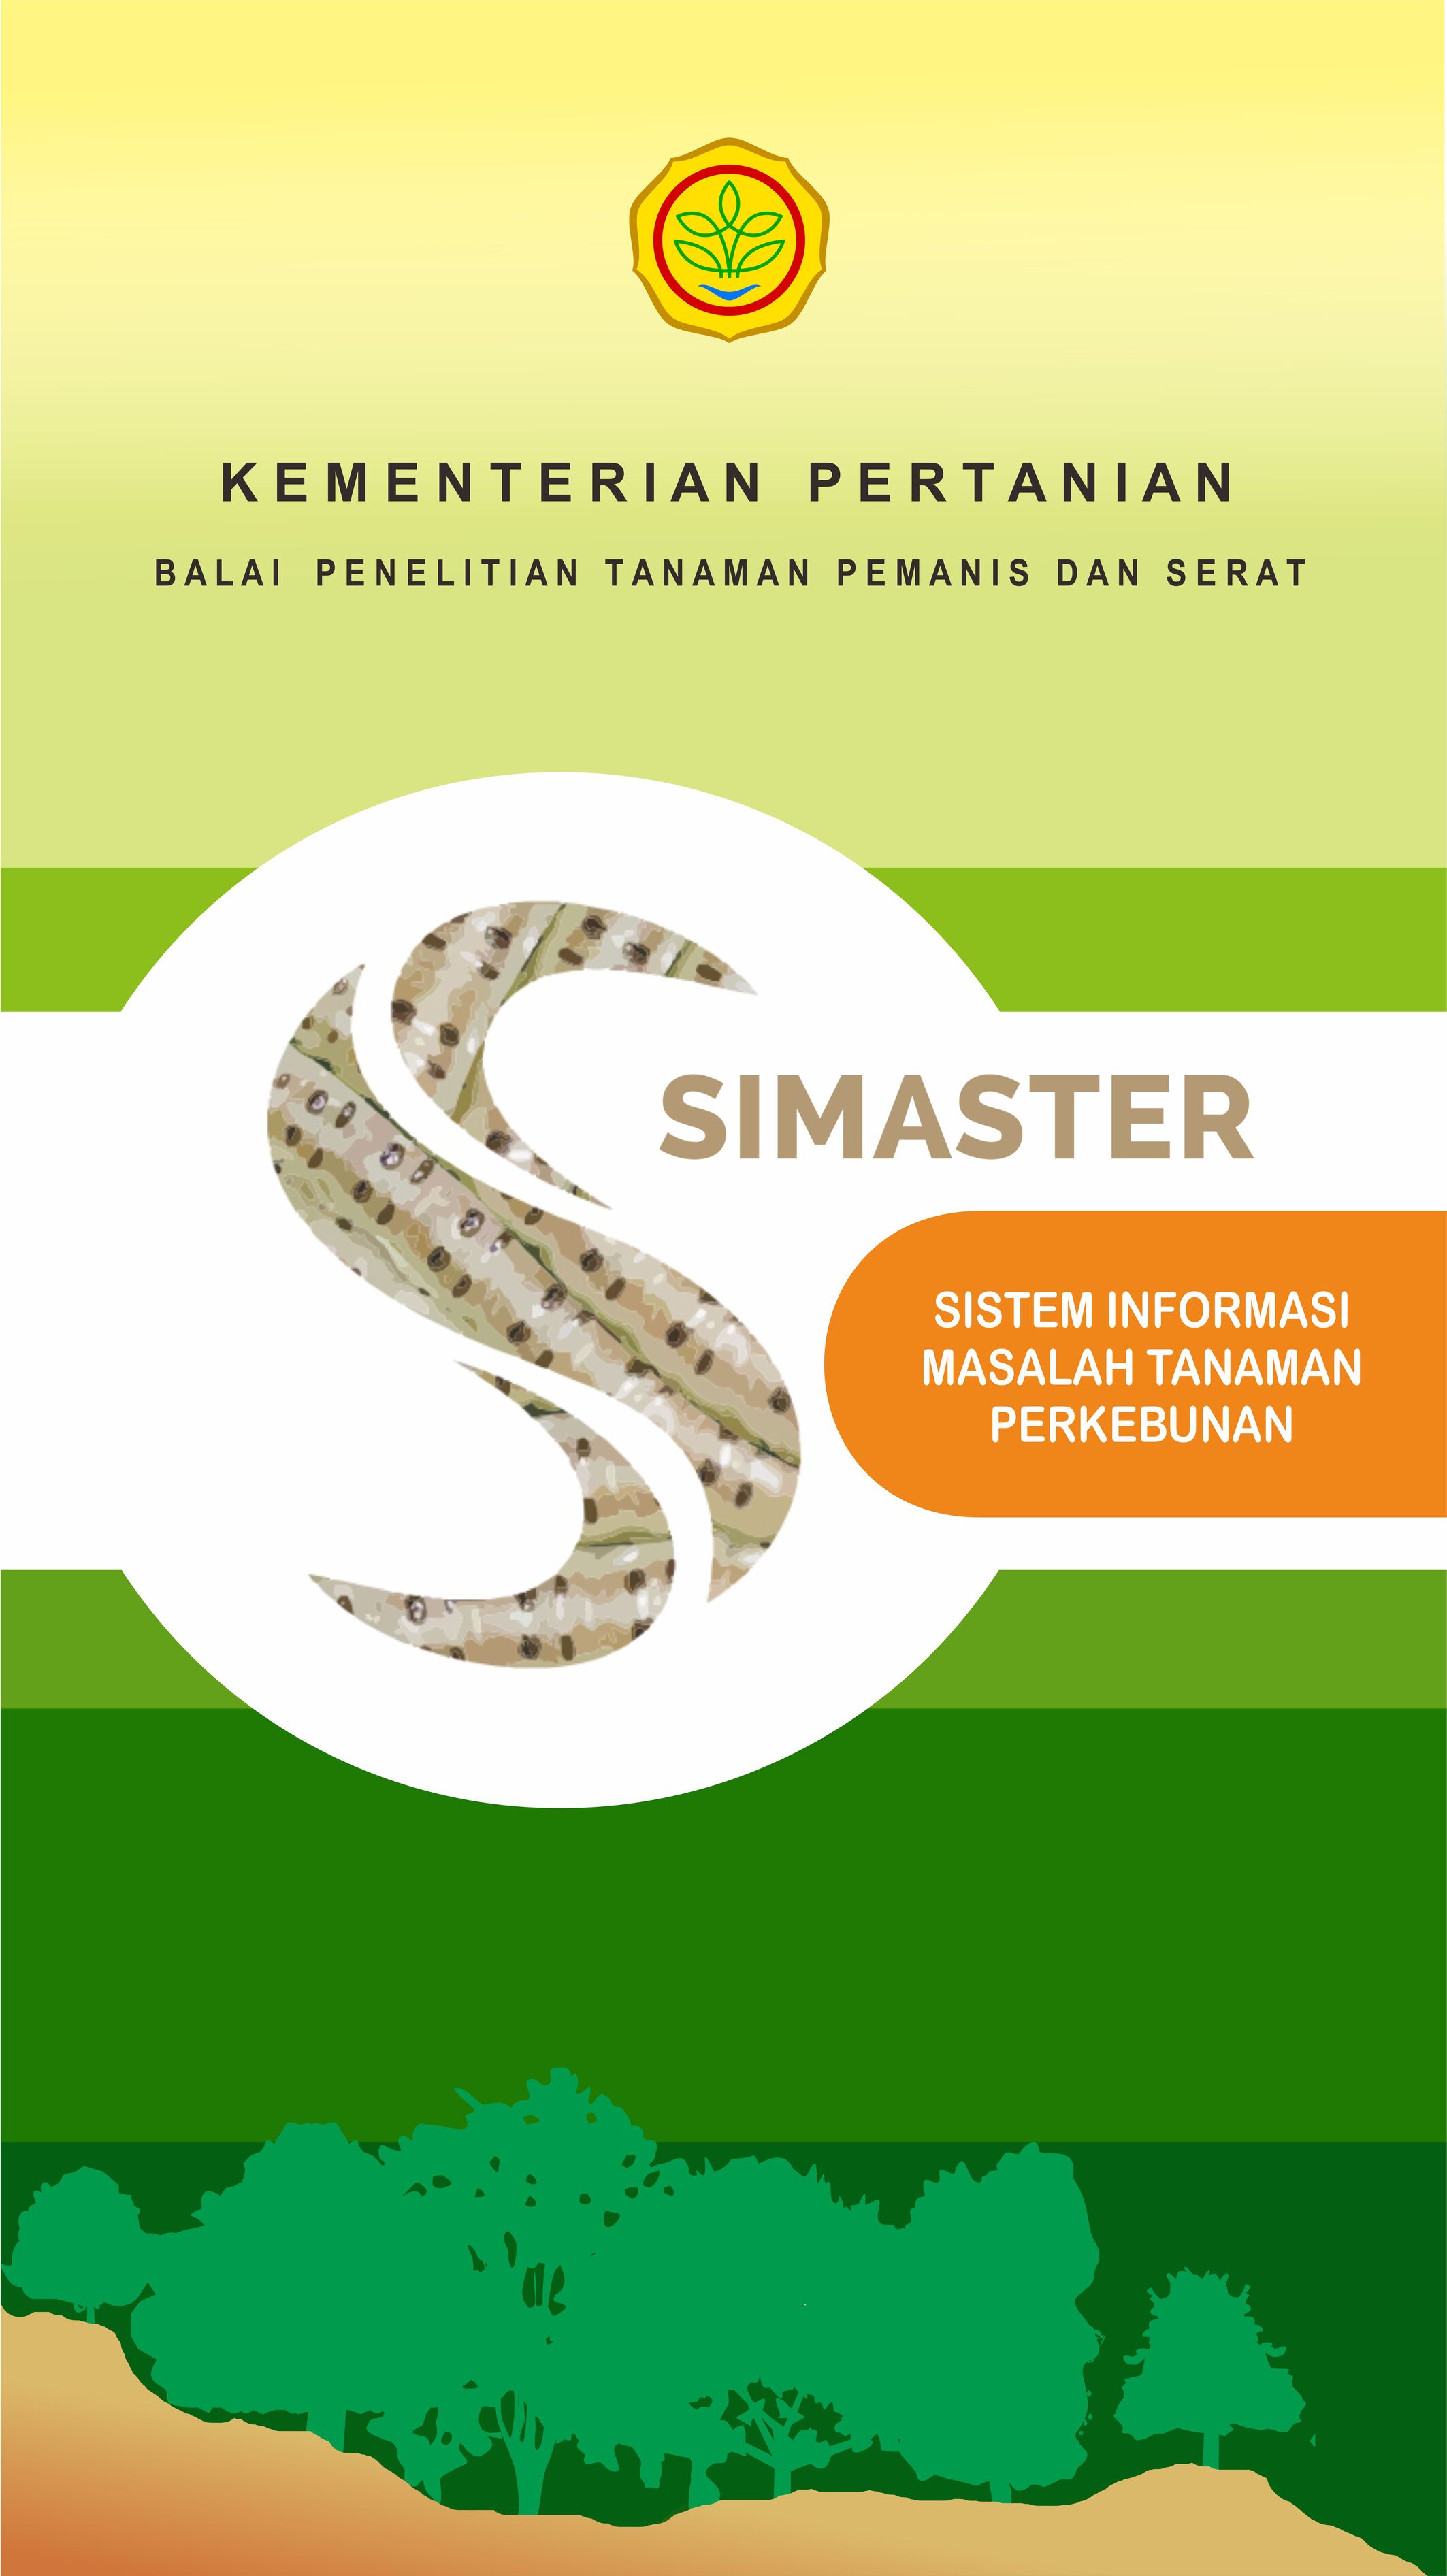 KEMENTERIAN PERTANIAN
BALAI PENELITIAN TANAMAN PEMANIS DAN SERAT
SIMASTER
SISTEM INFORMASI
MASALAH TANAMAN
PERKEBUNAN